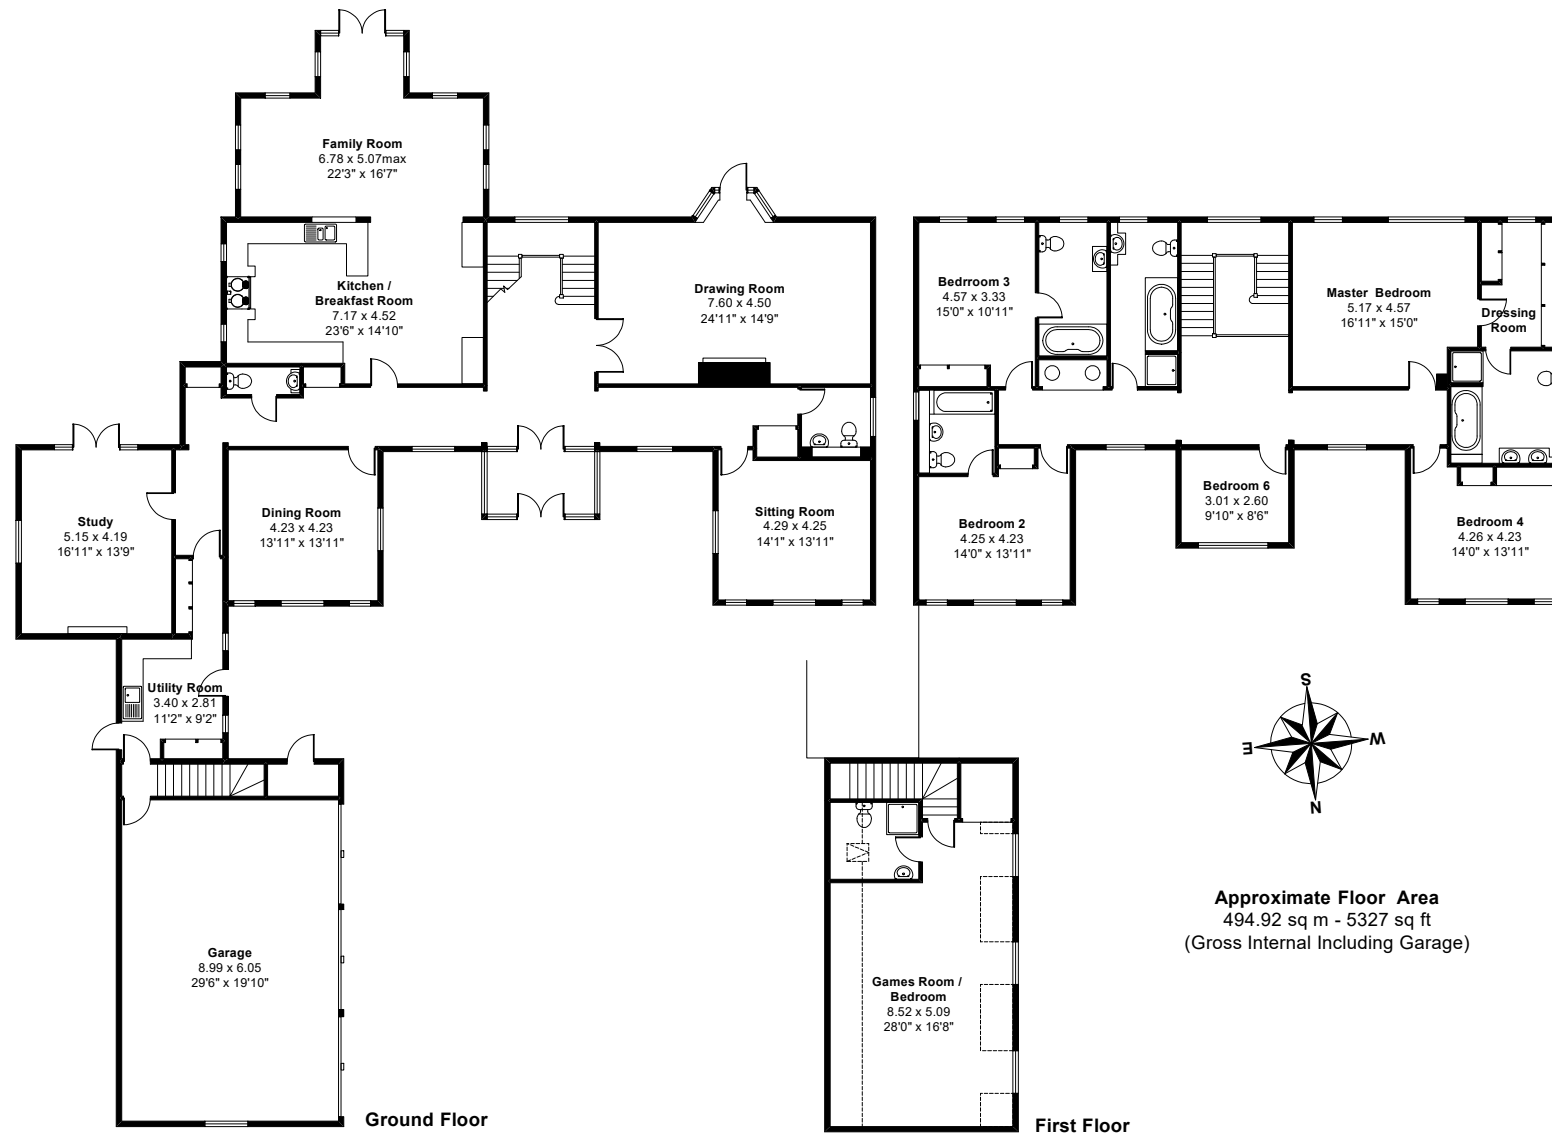 Family Room
6.78 x 5.07max
22'3" x 16'7"
Kitchen /
Breakfast Room
7.17 x 4.52
23'6" x 14'10"
Drawing Room
7.60 x 4.50
24'11" x 14'9"
Study
5.15 x 4.19
16'11" x 13'9"
Dining Room
4.23 x 4.23
13'11" x 13'11"
Sitting Room
4.29 x 4.25
14'1" x 13'11"
Utility Room
3.40 x 2.81
11'2" x 9'2"
Garage
8.99 x 6.05
29'6" x 19'10"
Ground Floor
Bedrroom 3
4.57 x 3.33
15'0" x 10'11"
Master Bedroom
5.17 x 4.57
16'11" x 15'0"
Dressing
Room
Bedroom 2
4.25 x 4.23
14'0" x 13'11"
Bedroom 6
3.01 x 2.60
9'10" x 8'6"
Bedroom 4
4.26 x 4.23
14'0" x 13'11"
S
E
W
N
Games Room /
Bedroom
8.52 x 5.09
28'0" x 16'8"
First Floor
Approximate Floor Area
494.92 sq m - 5327 sq ft
(Gross Internal Including Garage)